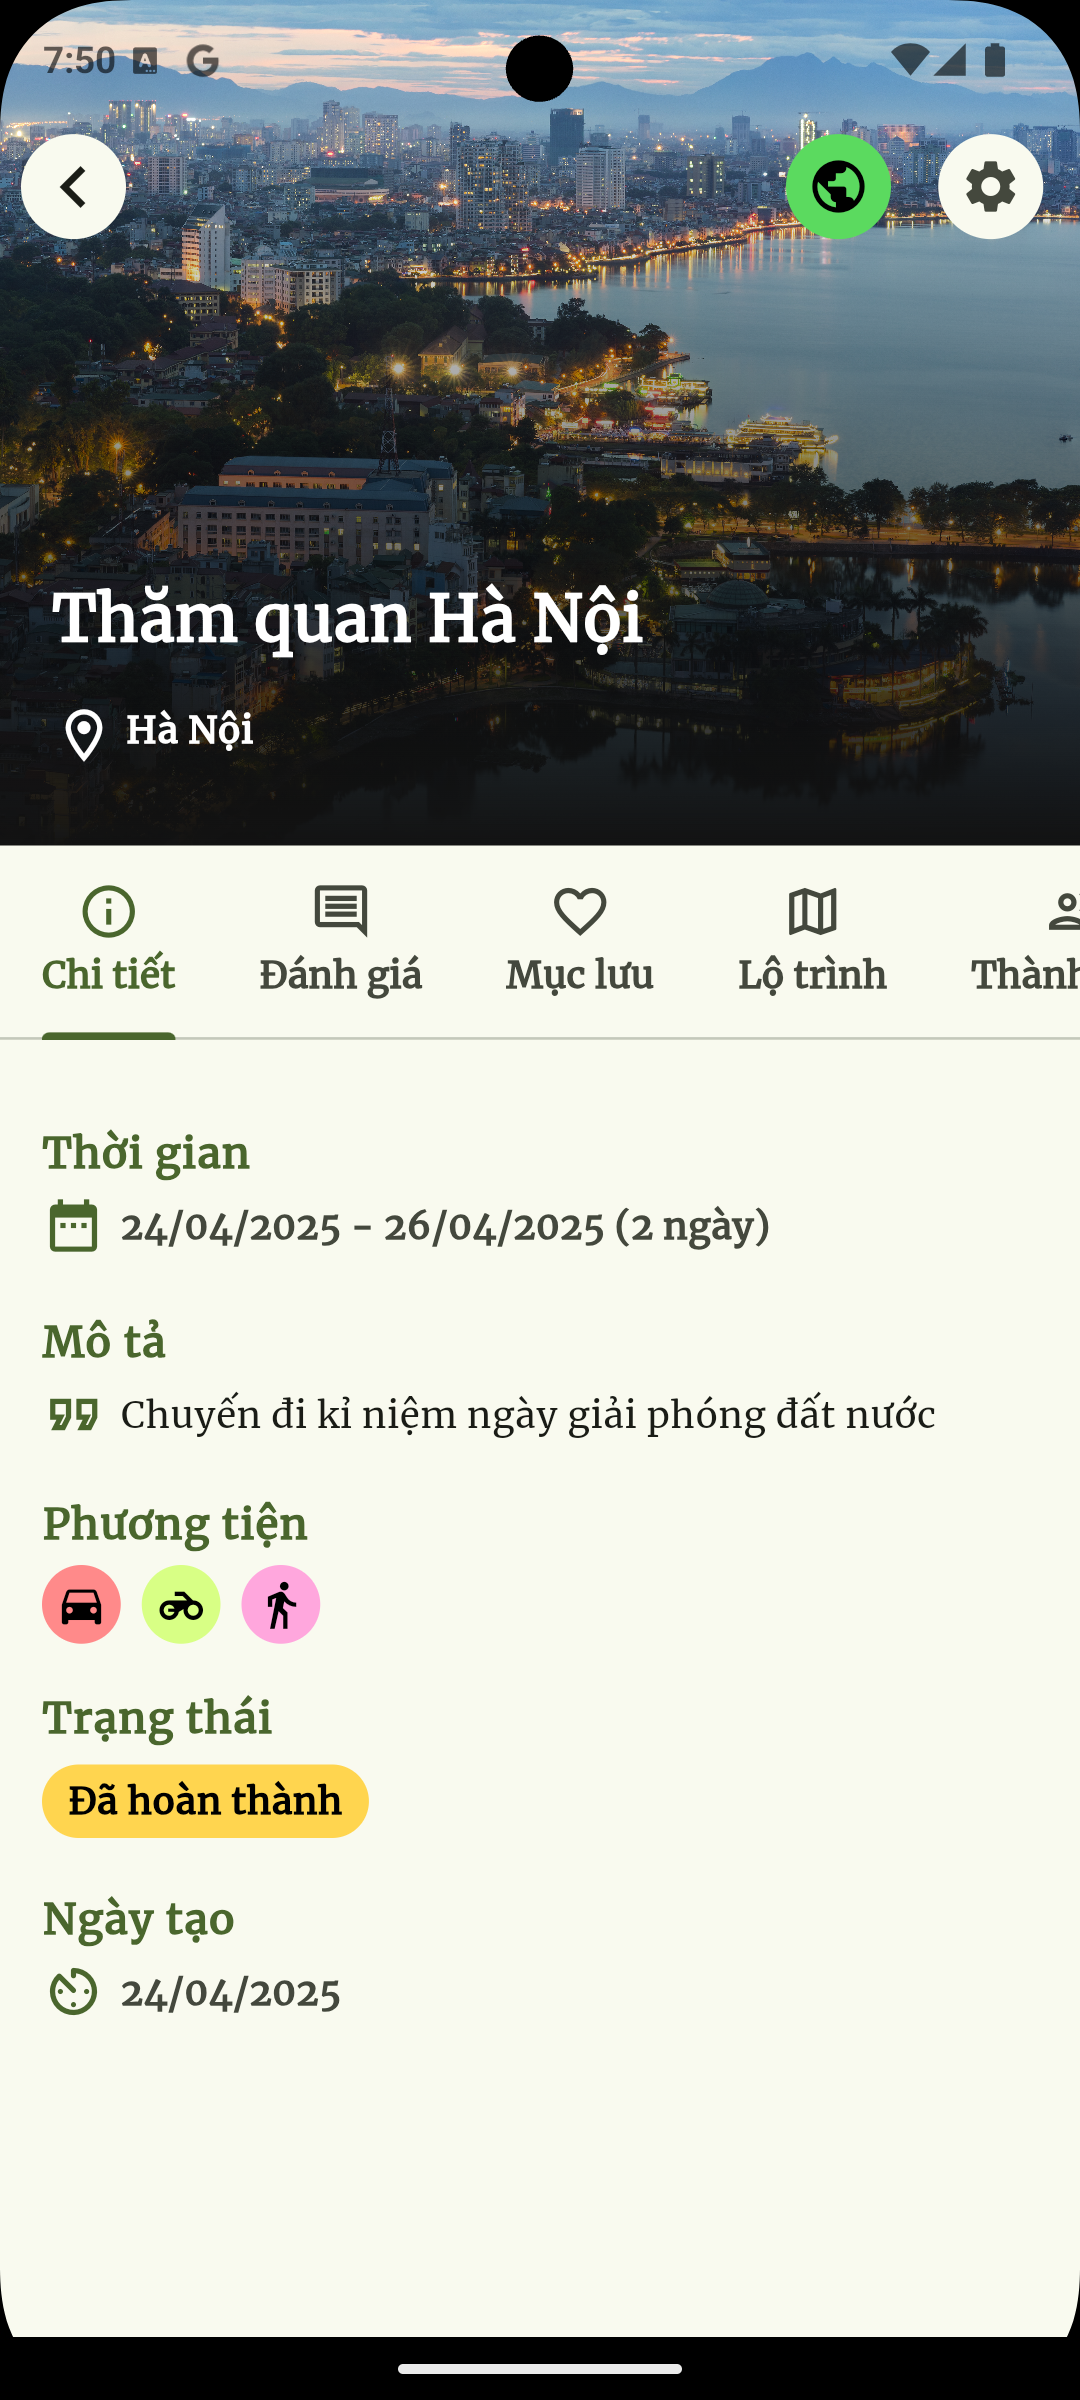 7:50
Thăm quan Hà Nội
Hà Nội
Chi tiết
Đánh giá
Mục lưu
Lộ trình
Thành
Thời gian
24/04/2025 - 26/04/2025 (2 ngày)
Mô tả
Chuyến đi kỉ niệm ngày giải phóng đất nước
Phương tiện
Trạng thái
Đã hoàn thành
Ngày tạo
24/04/2025